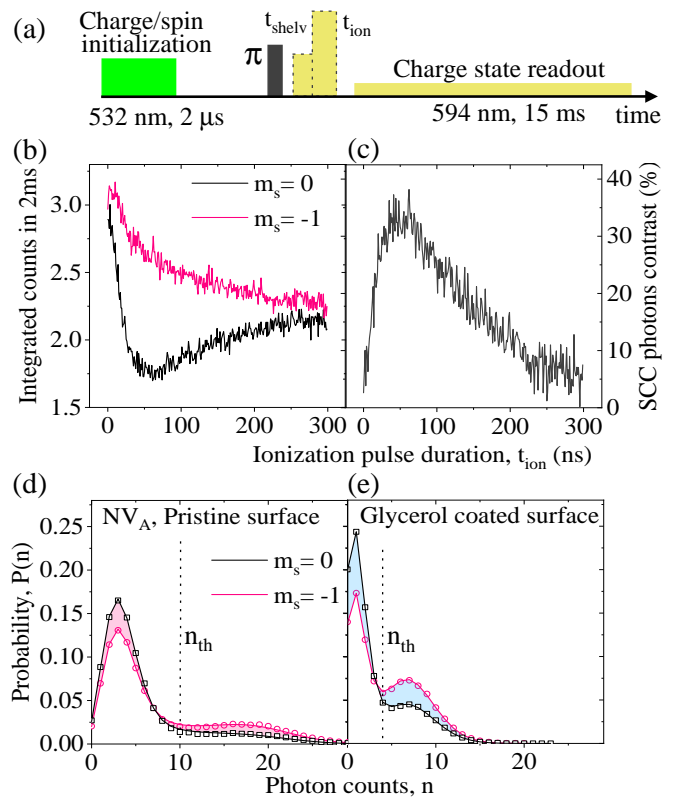 (a)
Charge/spin
initialization
π
t_shelv
t_ion
Charge state readout
532 nm, 2 μs
594 nm, 15 ms
time
(b)
(c)
m_s= 0
m_s= -1
3.0
2.5
2.0
1.5
Integrated counts in 2ms
40
30
20
10
0
SCC photons contrast (%)
0 100 200 300 0 100 200 300
Ionization pulse duration, t_ion (ns)
(d)
(e)
NV_A, Pristine surface
Glycerol coated surface
m_s= 0
m_s= -1
n_th
n_th
0.25
0.20
0.15
0.10
0.05
0.00
Probability, P(n)
0 10 20 0 10 20
Photon counts, n